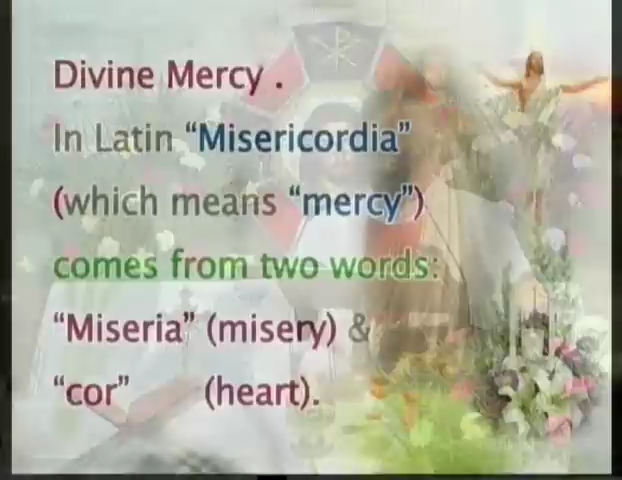 Divine Mercy .
In Latin “Misericordia”
(which means “mercy”)
comes from two words:
“Miseria” (misery) &
“cor” (heart).